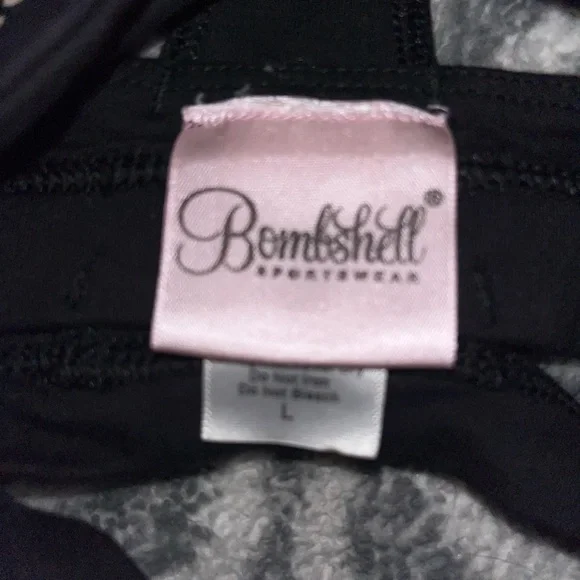 Bombshell®
SPORTSWEAR
Do Not Iron
Do Not Bleach
L